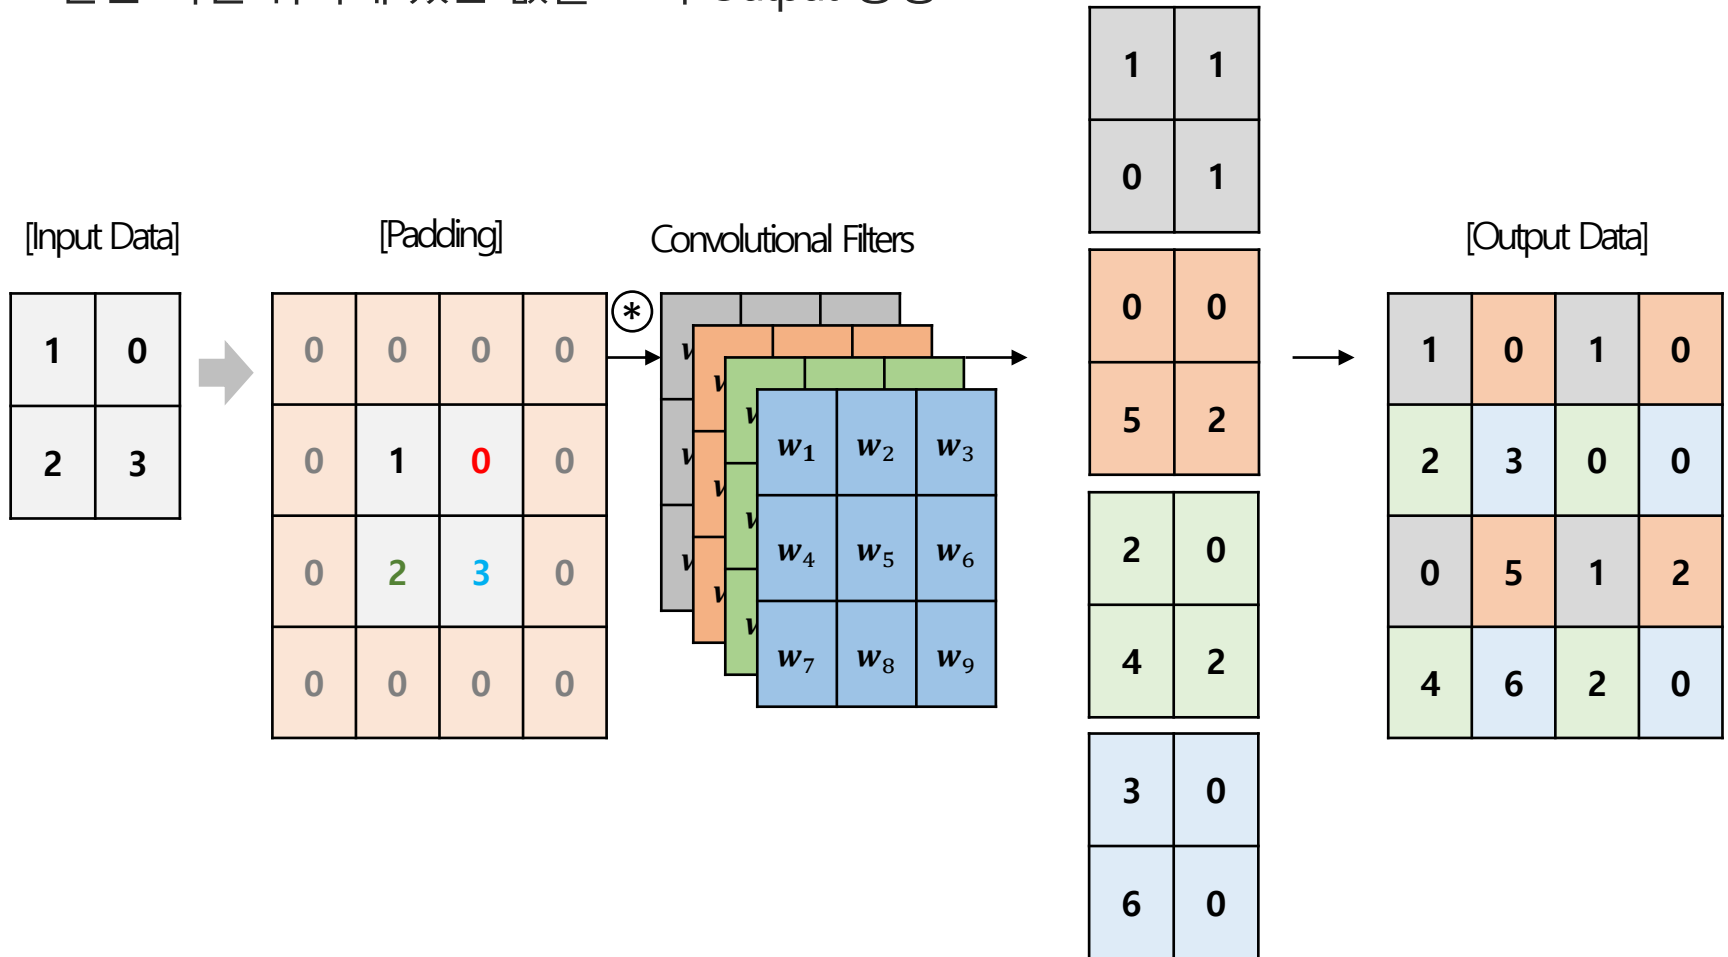 Output
[Input Data]
[Padding]
Convolutional Filters
[Output Data]
1 0
2 3
0 0 0 0
0 1 0 0
0 2 3 0
0 0 0 0
*
w1 w2 w3
w4 w5 w6
w7 w8 w9
1 1
0 1
0 0
5 2
2 0
4 2
3 0
6 0
1 0 1 0
2 3 0 0
0 5 1 2
4 6 2 0